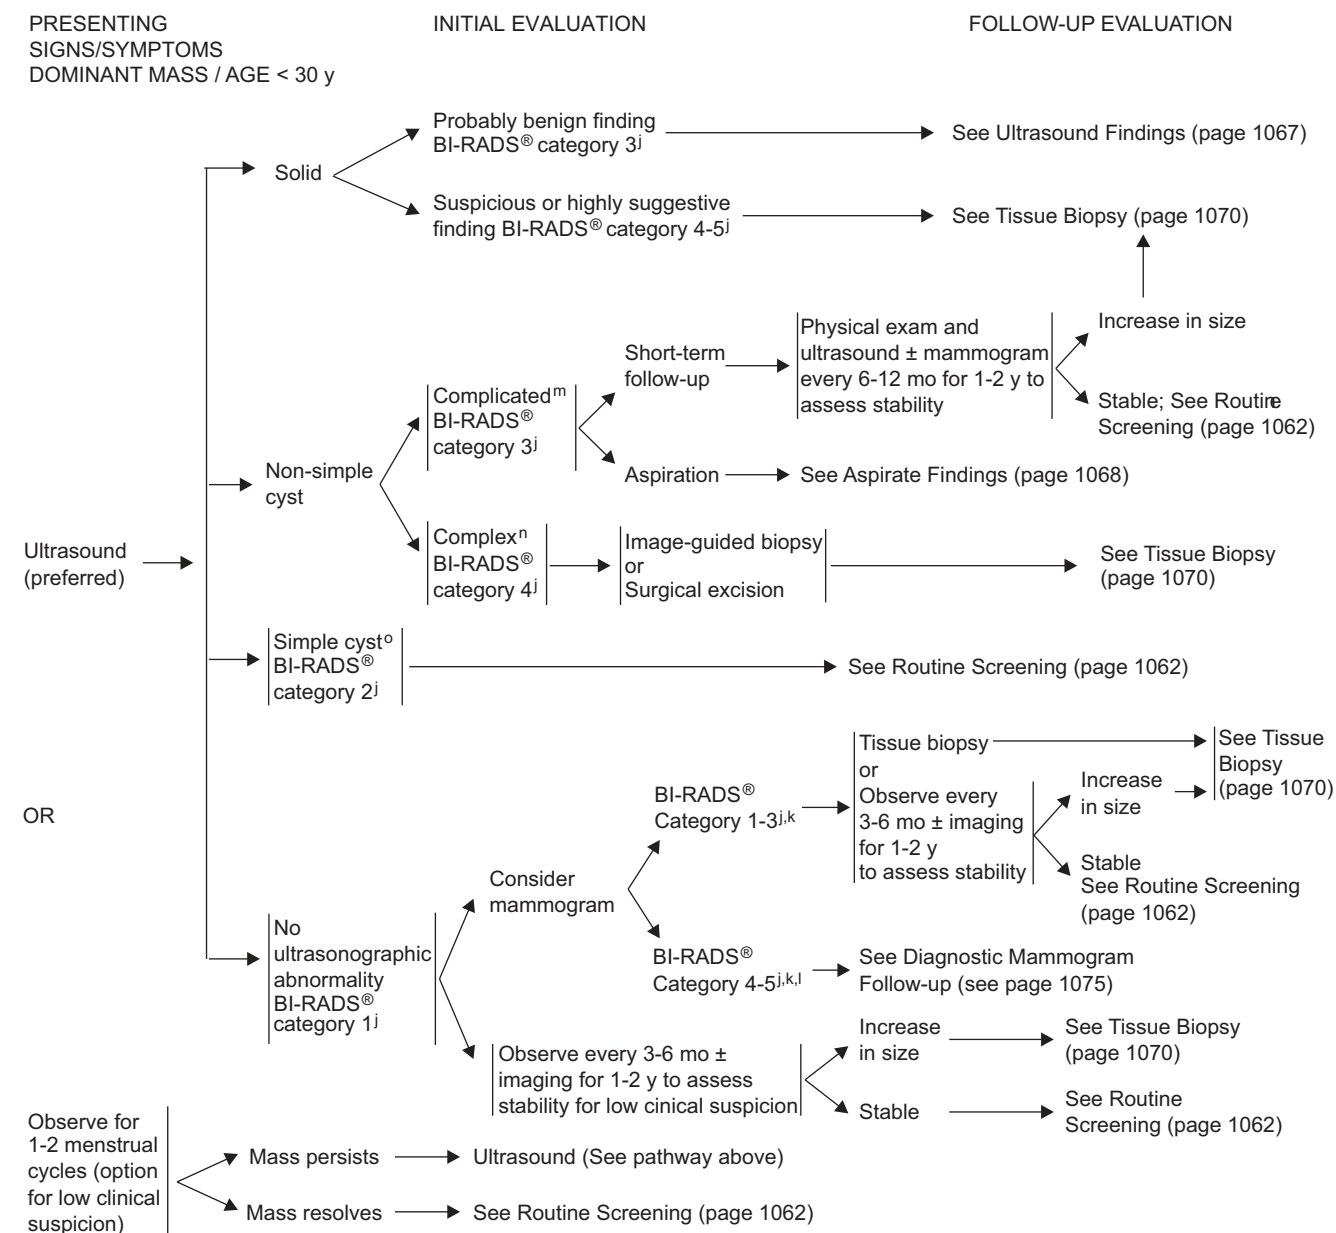 PRESENTING
SIGNS/SYMPTOMS
DOMINANT MASS / AGE < 30 y
INITIAL EVALUATION
FOLLOW-UP EVALUATION
Ultrasound
(preferred)
Solid
Probably benign finding
BI-RADS® category 3j
See Ultrasound Findings (page 1067)
Suspicious or highly suggestive
finding BI-RADS® category 4-5j
See Tissue Biopsy (page 1070)
Non-simple
cyst
Complicatedm
BI-RADS®
category 3j
Short-term
follow-up
Physical exam and
ultrasound ± mammogram
every 6-12 mo for 1-2 y to
assess stability
Increase in size
Stable; See Routine
Screening (page 1062)
Aspiration
See Aspirate Findings (page 1068)
Complexn
BI-RADS®
category 4j
Image-guided biopsy
or
Surgical excision
See Tissue Biopsy
(page 1070)
Simple cysto
BI-RADS®
category 2j
See Routine Screening (page 1062)
No
ultrasonographic
abnormality
BI-RADS®
category 1j
Consider
mammogram
BI-RADS®
Category 1-3j,k
Tissue biopsy
or
Observe every
3-6 mo ± imaging
for 1-2 y
to assess stability
See Tissue
Biopsy
(page 1070)
Increase
in size
Stable
See Routine Screening
(page 1062)
BI-RADS®
Category 4-5j,k,l
See Diagnostic Mammogram
Follow-up (see page 1075)
Observe every 3-6 mo ±
imaging for 1-2 y to assess
stability for low cinical suspicion
Increase
in size
See Tissue Biopsy
(page 1070)
Stable
See Routine
Screening (page 1062)
OR
Observe for
1-2 menstrual
cycles (option
for low clinical
suspicion)
Mass persists
Ultrasound (See pathway above)
Mass resolves
See Routine Screening (page 1062)